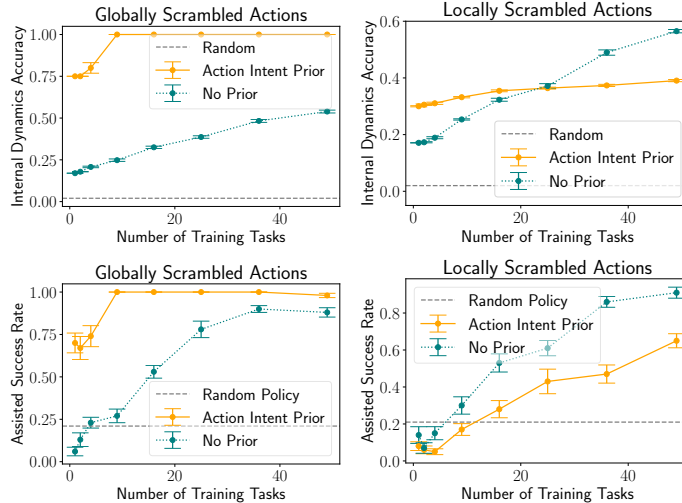 Globally Scrambled Actions
Internal Dynamics Accuracy
1.00
0.75
0.50
0.25
0.00
Random
Action Intent Prior
No Prior
0
20
40
Number of Training Tasks
Locally Scrambled Actions
Internal Dynamics Accuracy
0.6
0.4
0.2
0.0
Random
Action Intent Prior
No Prior
0
20
40
Number of Training Tasks
Globally Scrambled Actions
Assisted Success Rate
1.00
0.75
0.50
0.25
0.00
Random Policy
Action Intent Prior
No Prior
0
20
40
Number of Training Tasks
Locally Scrambled Actions
Assisted Success Rate
1.0
0.8
0.6
0.4
0.2
0.0
Random Policy
Action Intent Prior
No Prior
0
20
40
Number of Training Tasks